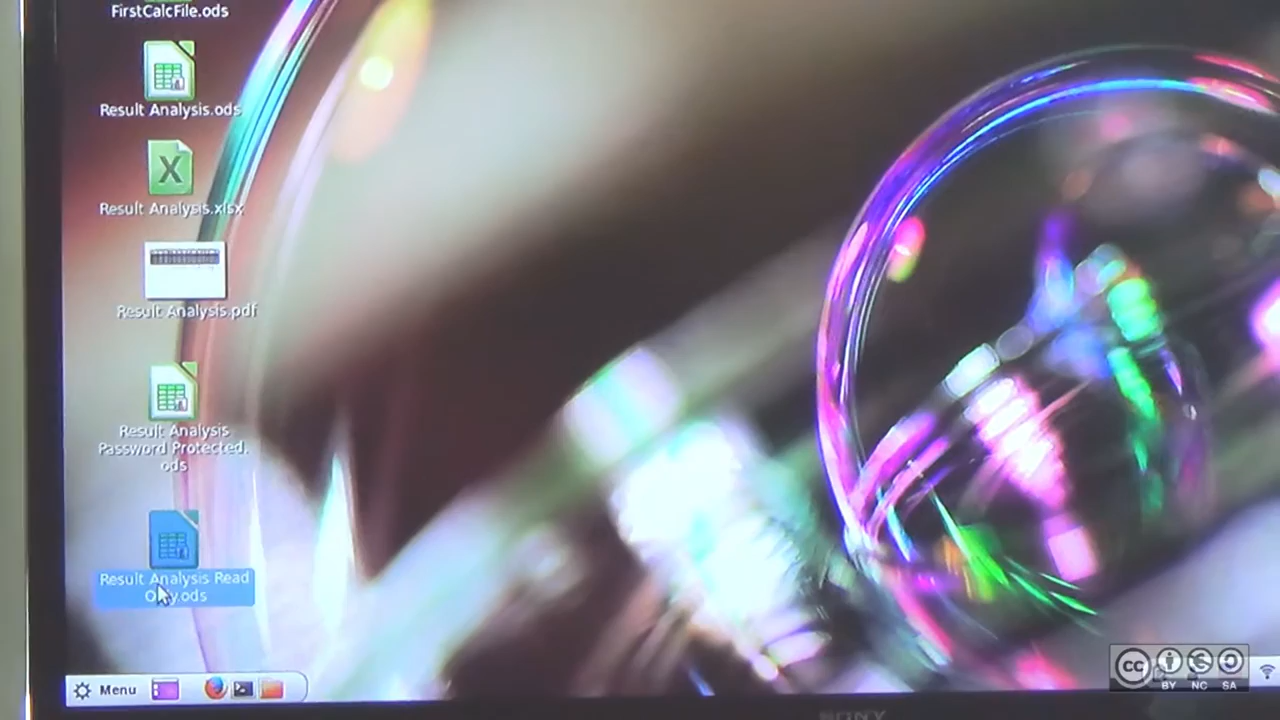 FirstCalcFile.ods
Result Analysis.ods
X
Result Analysis.xlsx
Result Analysis.pdf
Result Analysis
Password Protected.
ods
Result Analysis Read
Only.ods
Menu
cc
BY NC SA
SONY